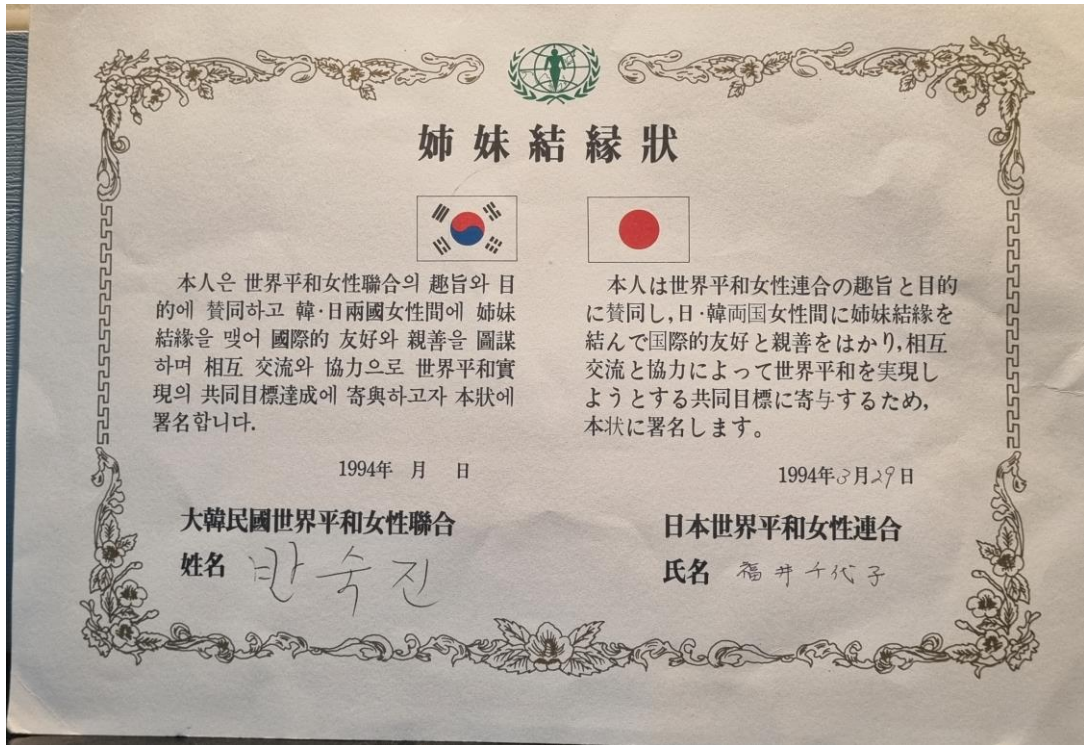 姉妹結縁狀
本人은 世界平和女性聯合의 趣旨와 目
的에 賛同하고 韓·日兩國女性間에 姉妹
結緣을 맺어 國際的 友好와 親善을 圖謀
하며 相互 交流와 協力으로 世界平和實
現의 共同目標達成에 寄與하고자 本狀에
署名합니다.
1994年 月 日
大韓民國世界平和女性聯合
姓名 반숙진
本人は世界平和女性連合の趣旨と目的
に賛同し,日·韓両国女性間に姉妹結縁を
結んで国際的友好と親善をはかり,相互
交流と協力によって世界平和を実現し
ようとする共同目標に寄与するため,
本状に署名します。
1994年3月29日
日本世界平和女性連合
氏名 福井千代子